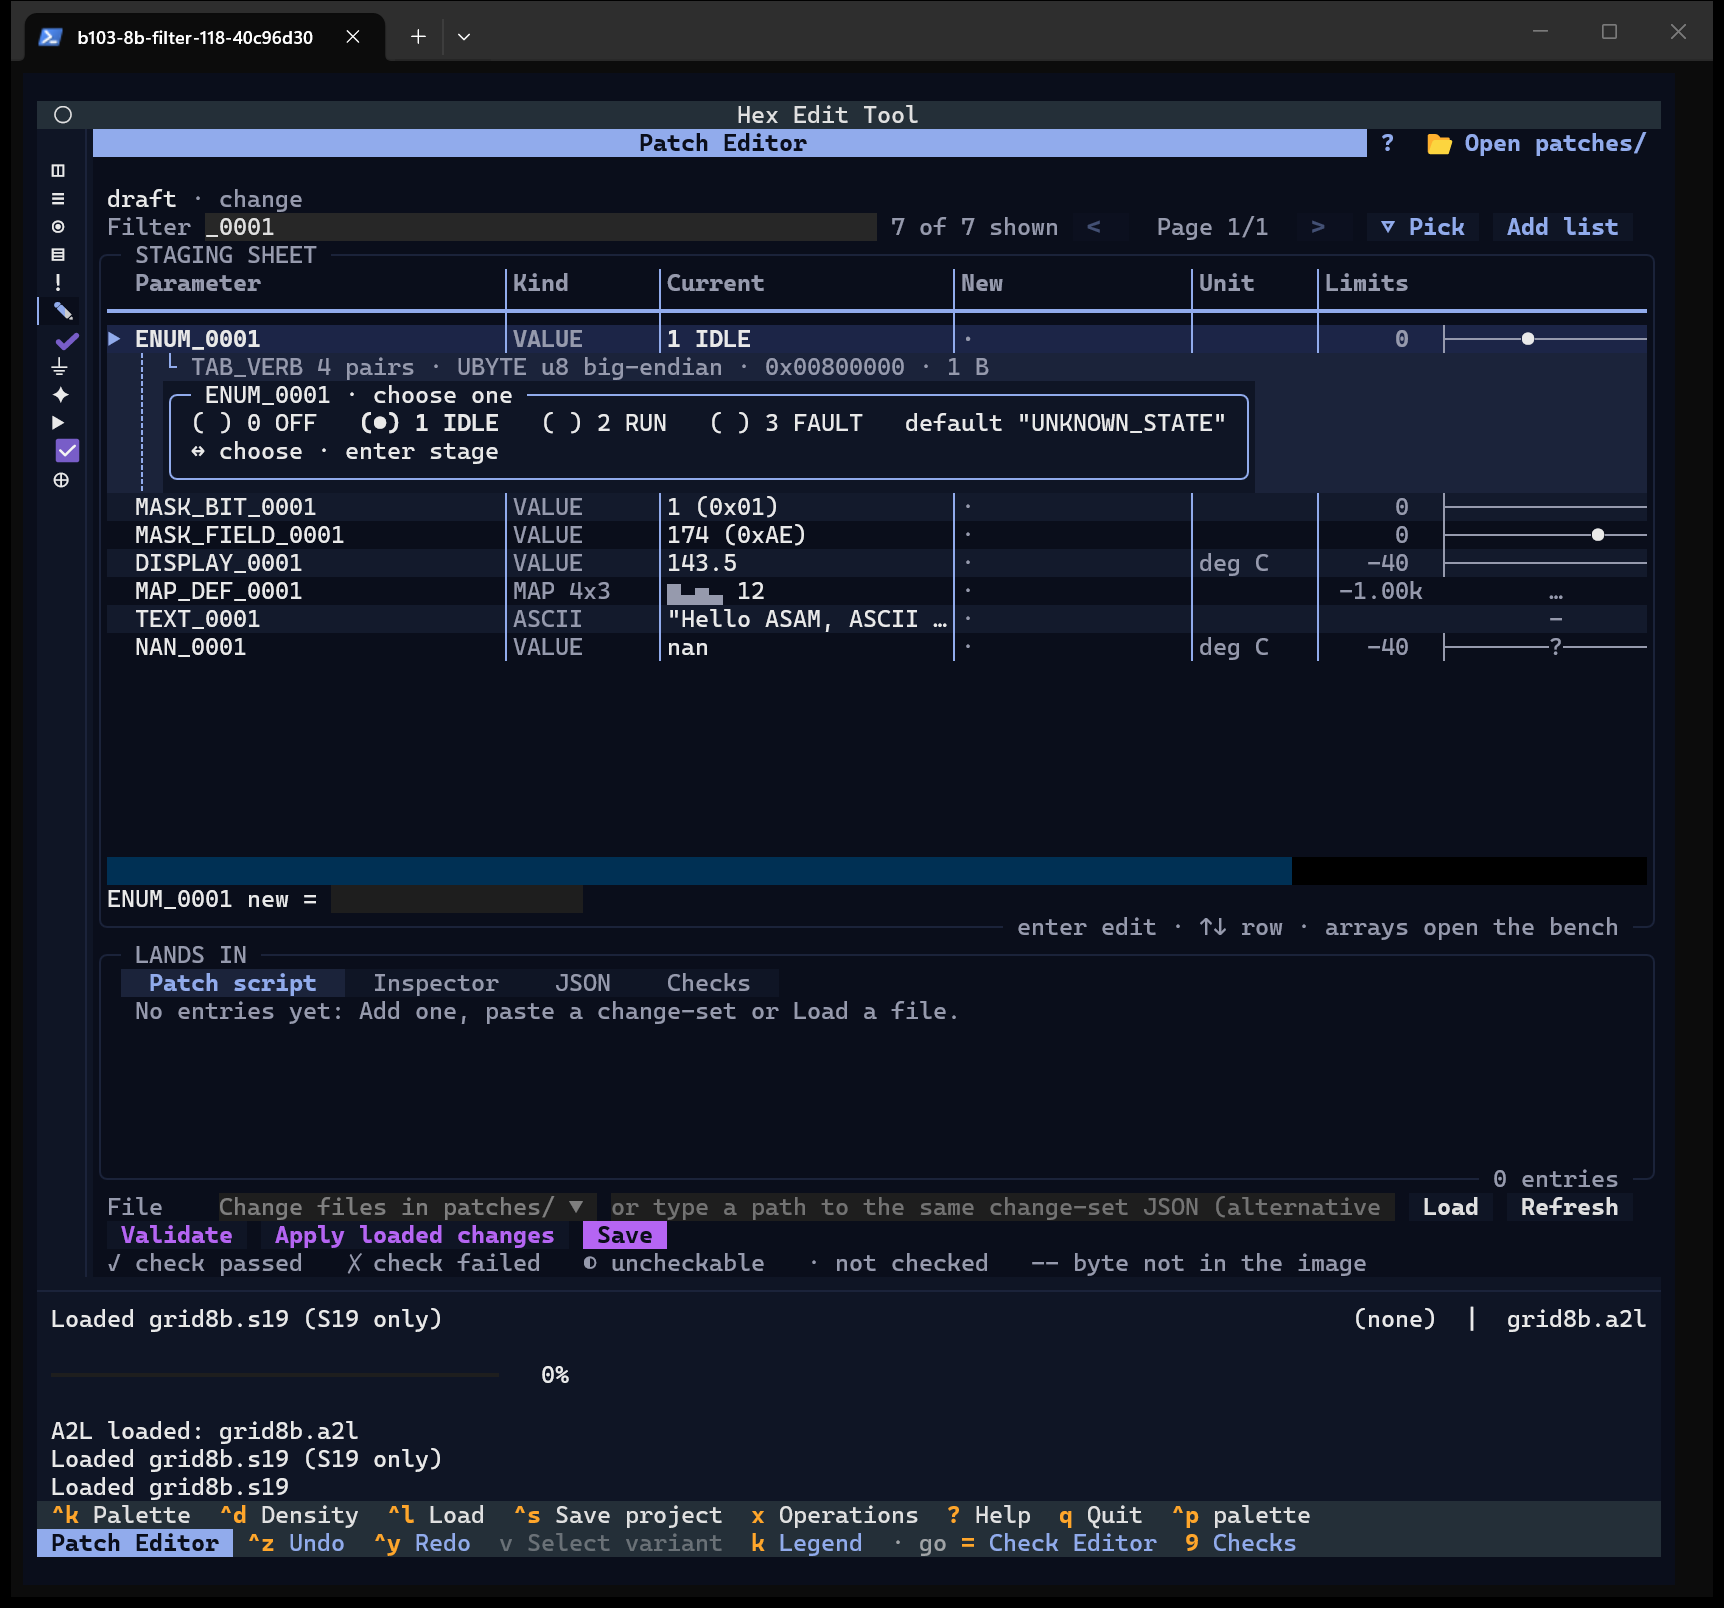 b103-8b-filter-118-40c96d30
Hex Edit Tool
Patch Editor ? Open patches/
draft · change
Filter _0001 7 of 7 shown < Page 1/1 > ▼ Pick Add list
STAGING SHEET
Parameter Kind Current New Unit Limits
ENUM_0001 VALUE 1 IDLE · 0
TAB_VERB 4 pairs · UBYTE u8 big-endian · 0x00800000 · 1 B
ENUM_0001 · choose one
( ) 0 OFF (●) 1 IDLE ( ) 2 RUN ( ) 3 FAULT default "UNKNOWN_STATE"
↔ choose · enter stage
MASK_BIT_0001 VALUE 1 (0x01) · 0
MASK_FIELD_0001 VALUE 174 (0xAE) · 0
DISPLAY_0001 VALUE 143.5 · deg C -40
MAP_DEF_0001 MAP 4x3 12 · -1.00k …
TEXT_0001 ASCII "Hello ASAM, ASCII … · -
NAN_0001 VALUE nan · deg C -40 ?
ENUM_0001 new =
enter edit · ↑↓ row · arrays open the bench
LANDS IN
Patch script Inspector JSON Checks
No entries yet: Add one, paste a change-set or Load a file.
0 entries
File Change files in patches/ ▼ or type a path to the same change-set JSON (alternative Load Refresh
Validate Apply loaded changes Save
√ check passed ╳ check failed ◐ uncheckable · not checked -- byte not in the image
Loaded grid8b.s19 (S19 only) (none) | grid8b.a2l
0%
A2L loaded: grid8b.a2l
Loaded grid8b.s19 (S19 only)
Loaded grid8b.s19
^k Palette ^d Density ^l Load ^s Save project x Operations ? Help q Quit ^p palette
Patch Editor ^z Undo ^y Redo v Select variant k Legend · go = Check Editor 9 Checks